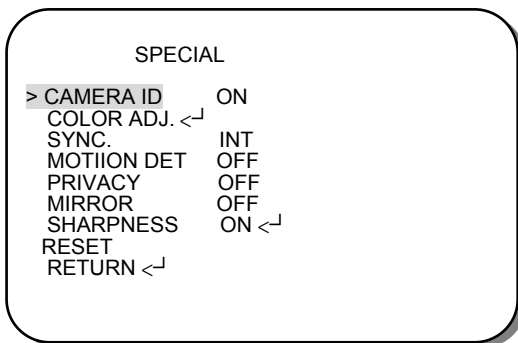 SPECIAL
> CAMERA ID ON
COLOR ADJ. <┘
SYNC. INT
MOTIION DET OFF
PRIVACY OFF
MIRROR OFF
SHARPNESS ON <┘
RESET
RETURN <┘